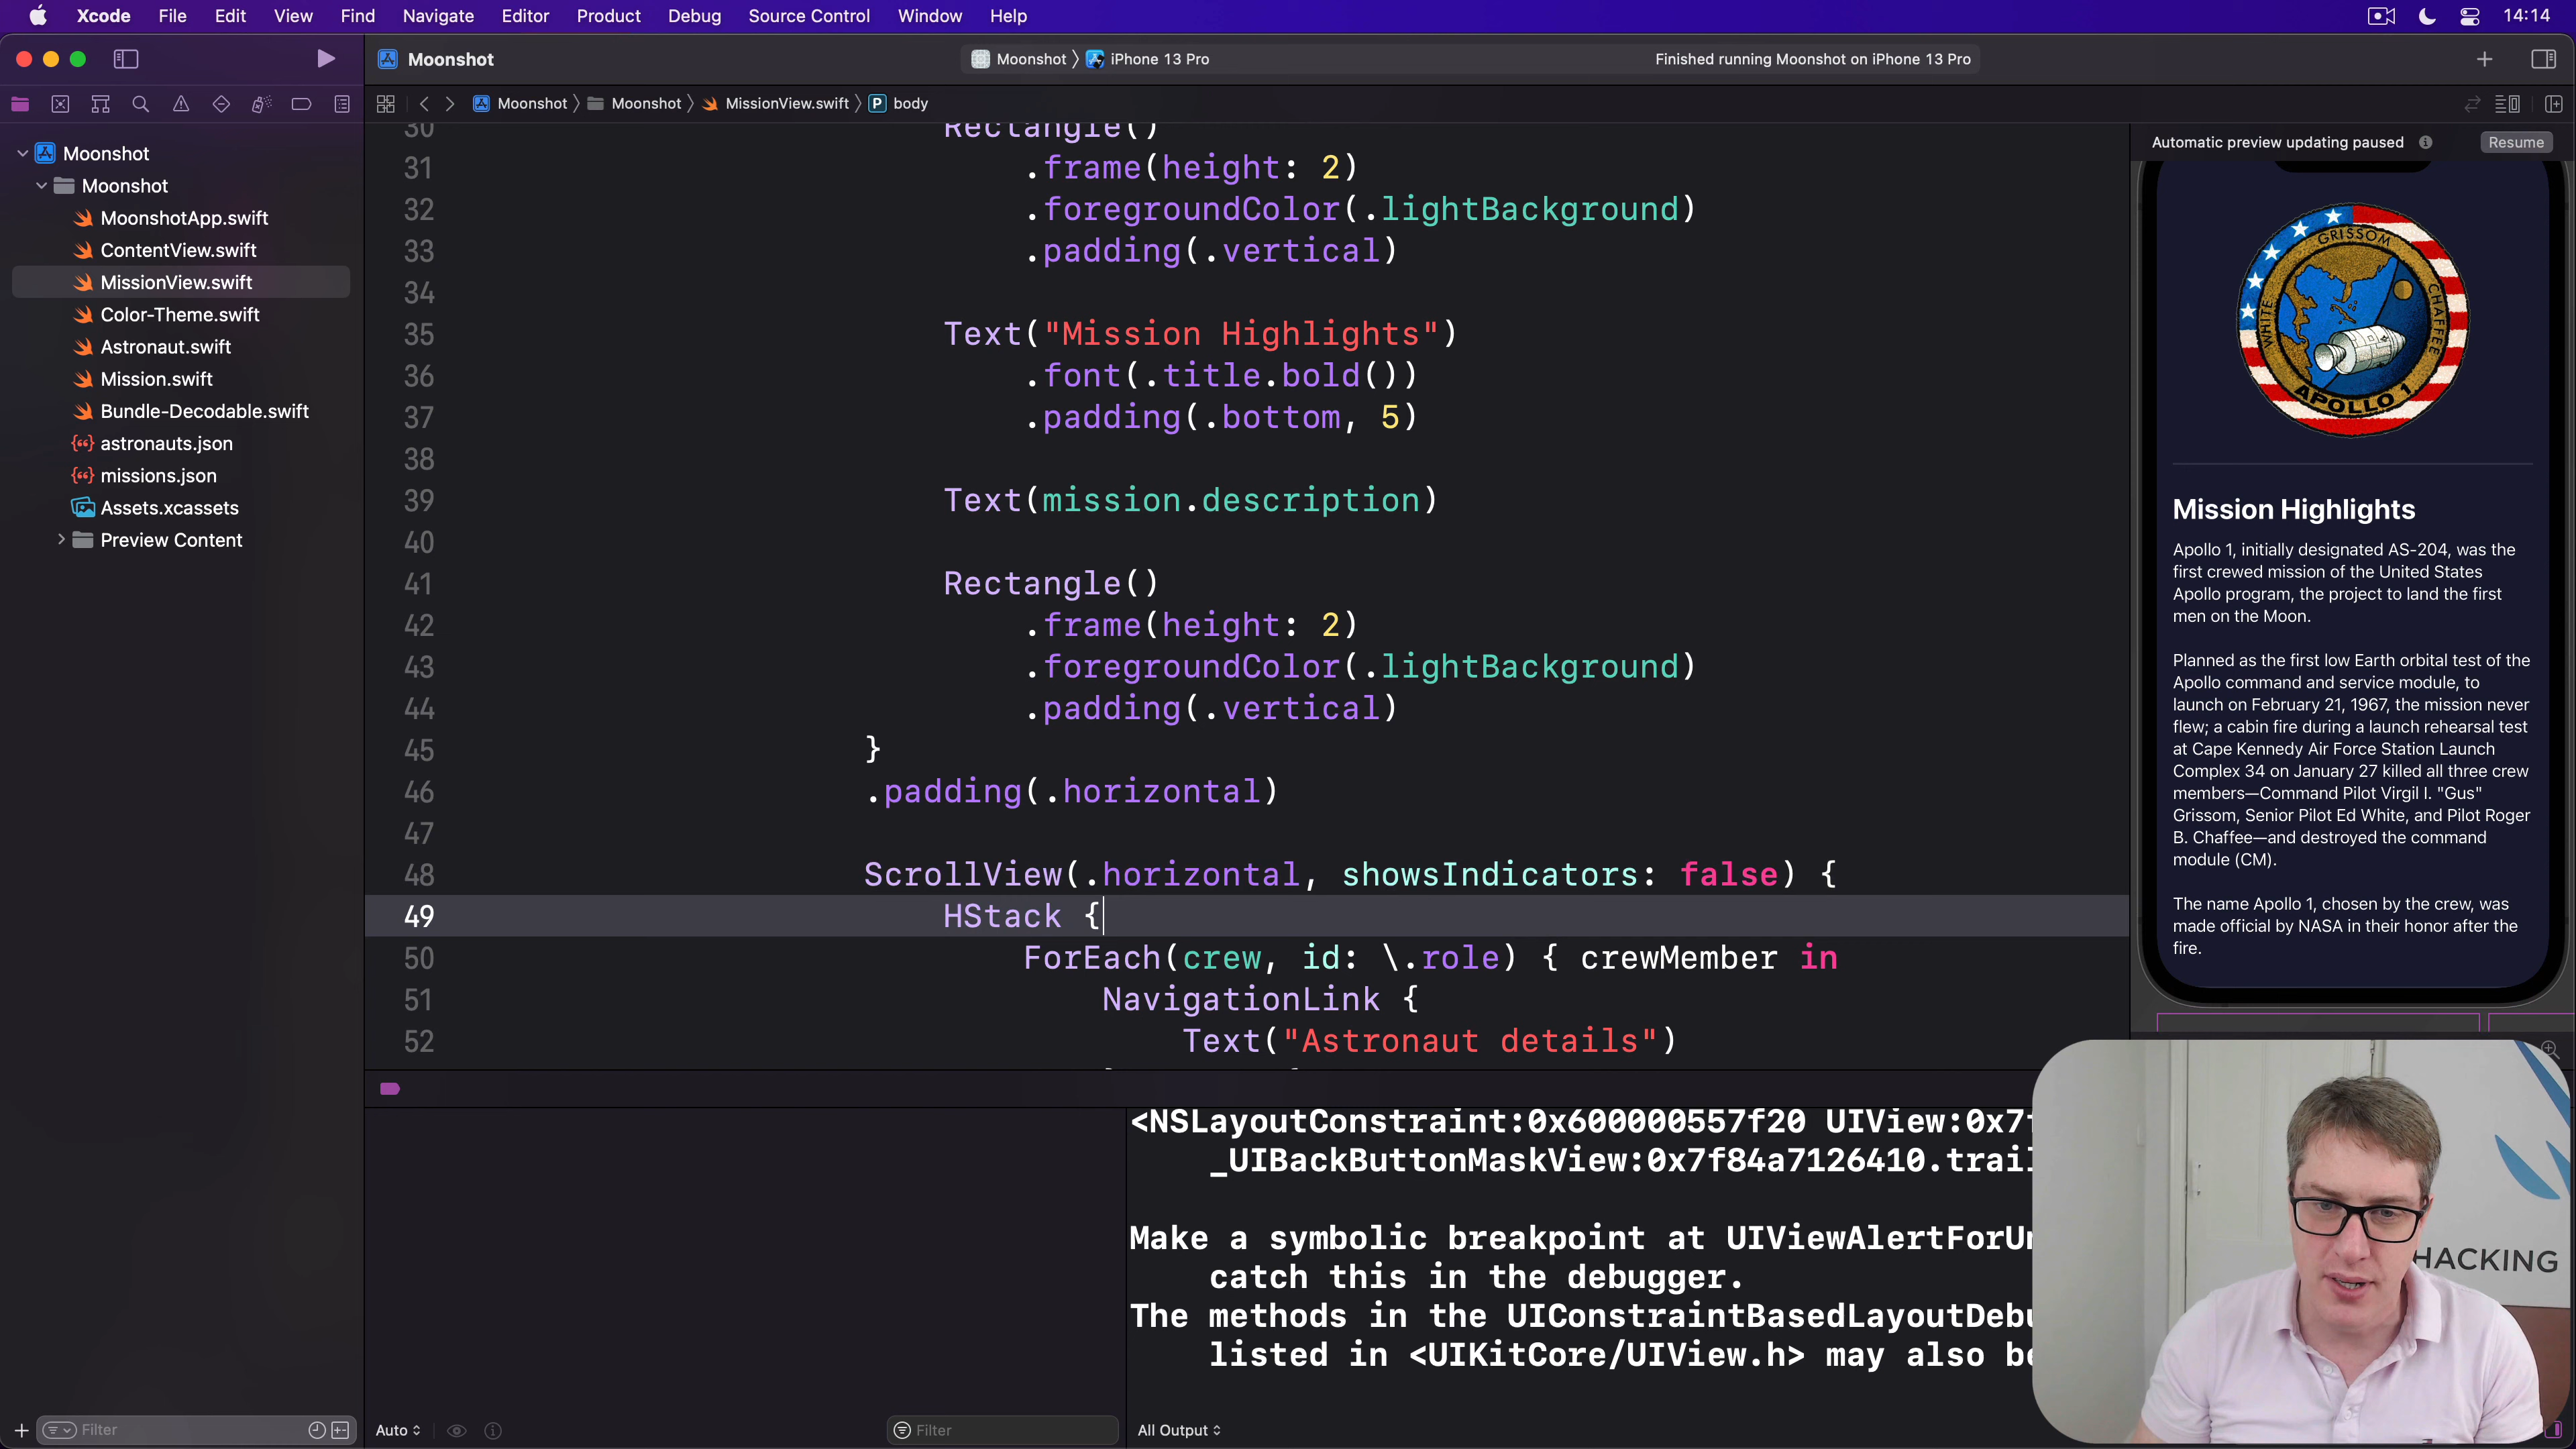 Xcode File Edit View Find Navigate Editor Product Debug Source Control Window Help 14:14
Moonshot
Moonshot 〉 iPhone 13 Pro
Finished running Moonshot on iPhone 13 Pro
Moonshot 〉 Moonshot 〉 MissionView.swift 〉 P body
Moonshot
Moonshot
MoonshotApp.swift
ContentView.swift
MissionView.swift
Color-Theme.swift
Astronaut.swift
Mission.swift
Bundle-Decodable.swift
astronauts.json
missions.json
Assets.xcassets
Preview Content
Filter
30 Rectangle()
31 .frame(height: 2)
32 .foregroundColor(.lightBackground)
33 .padding(.vertical)
34
35 Text("Mission Highlights")
36 .font(.title.bold())
37 .padding(.bottom, 5)
38
39 Text(mission.description)
40
41 Rectangle()
42 .frame(height: 2)
43 .foregroundColor(.lightBackground)
44 .padding(.vertical)
45 }
46 .padding(.horizontal)
47
48 ScrollView(.horizontal, showsIndicators: false) {
49 HStack {
50 ForEach(crew, id: \.role) { crewMember in
51 NavigationLink {
52 Text("Astronaut details")
Automatic preview updating paused
Resume
GRISSOM
WHITE
CHAFFEE
APOLLO 1
Mission Highlights
Apollo 1, initially designated AS-204, was the
first crewed mission of the United States
Apollo program, the project to land the first
men on the Moon.
Planned as the first low Earth orbital test of the
Apollo command and service module, to
launch on February 21, 1967, the mission never
flew; a cabin fire during a launch rehearsal test
at Cape Kennedy Air Force Station Launch
Complex 34 on January 27 killed all three crew
members—Command Pilot Virgil I. "Gus"
Grissom, Senior Pilot Ed White, and Pilot Roger
B. Chaffee—and destroyed the command
module (CM).
The name Apollo 1, chosen by the crew, was
made official by NASA in their honor after the
fire.
<NSLayoutConstraint:0x600000557f20 UIView:0x7f
_UIBackButtonMaskView:0x7f84a7126410.trail
Make a symbolic breakpoint at UIViewAlertForUn
catch this in the debugger.
The methods in the UIConstraintBasedLayoutDebu
listed in <UIKitCore/UIView.h> may also be
Auto
Filter
All Output
HACKING